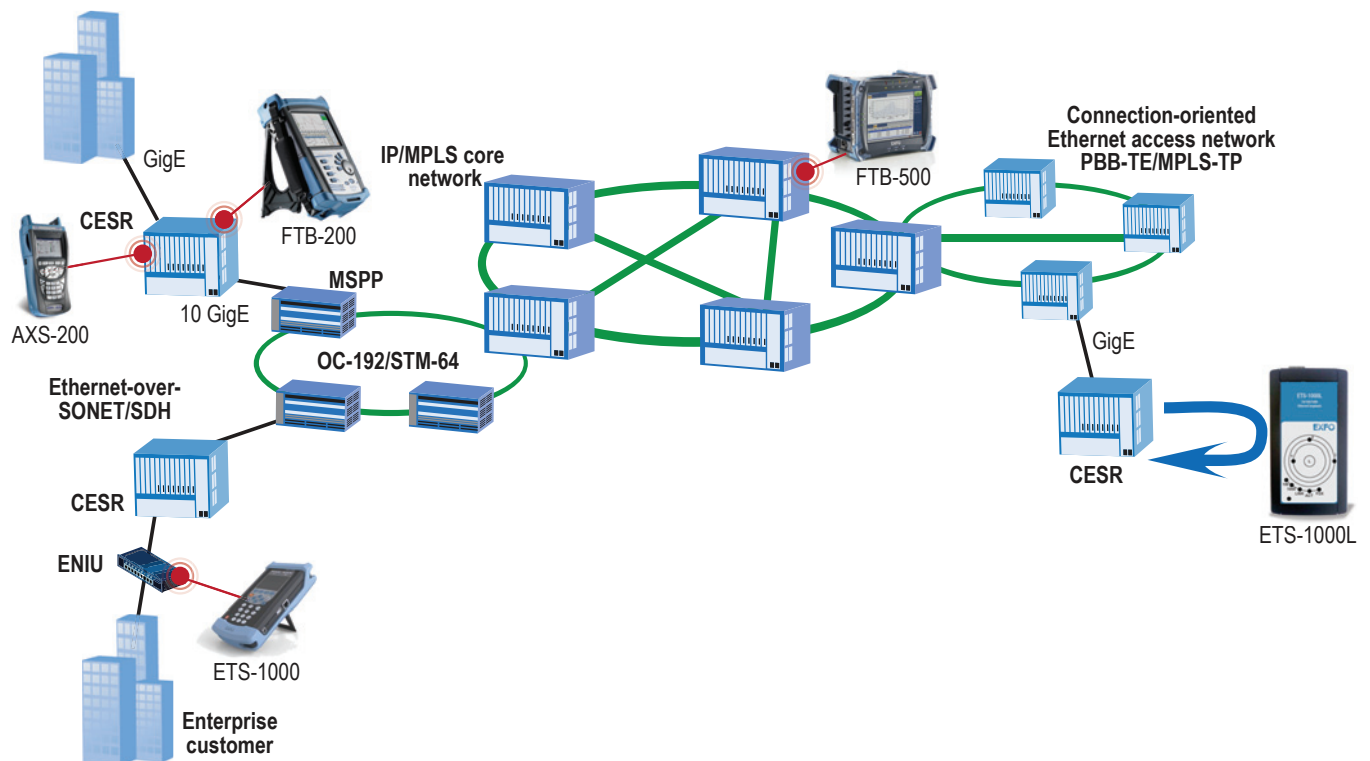 GigE
CESR
FTB-200
AXS-200
10 GigE
MSPP
IP/MPLS core
network
FTB-500
Connection-oriented
Ethernet access network
PBB-TE/MPLS-TP
OC-192/STM-64
Ethernet-over-
SONET/SDH
GigE
CESR
ETS-1000L
EXFO
ETS-1000L
CESR
ENIU
ETS-1000
Enterprise
customer